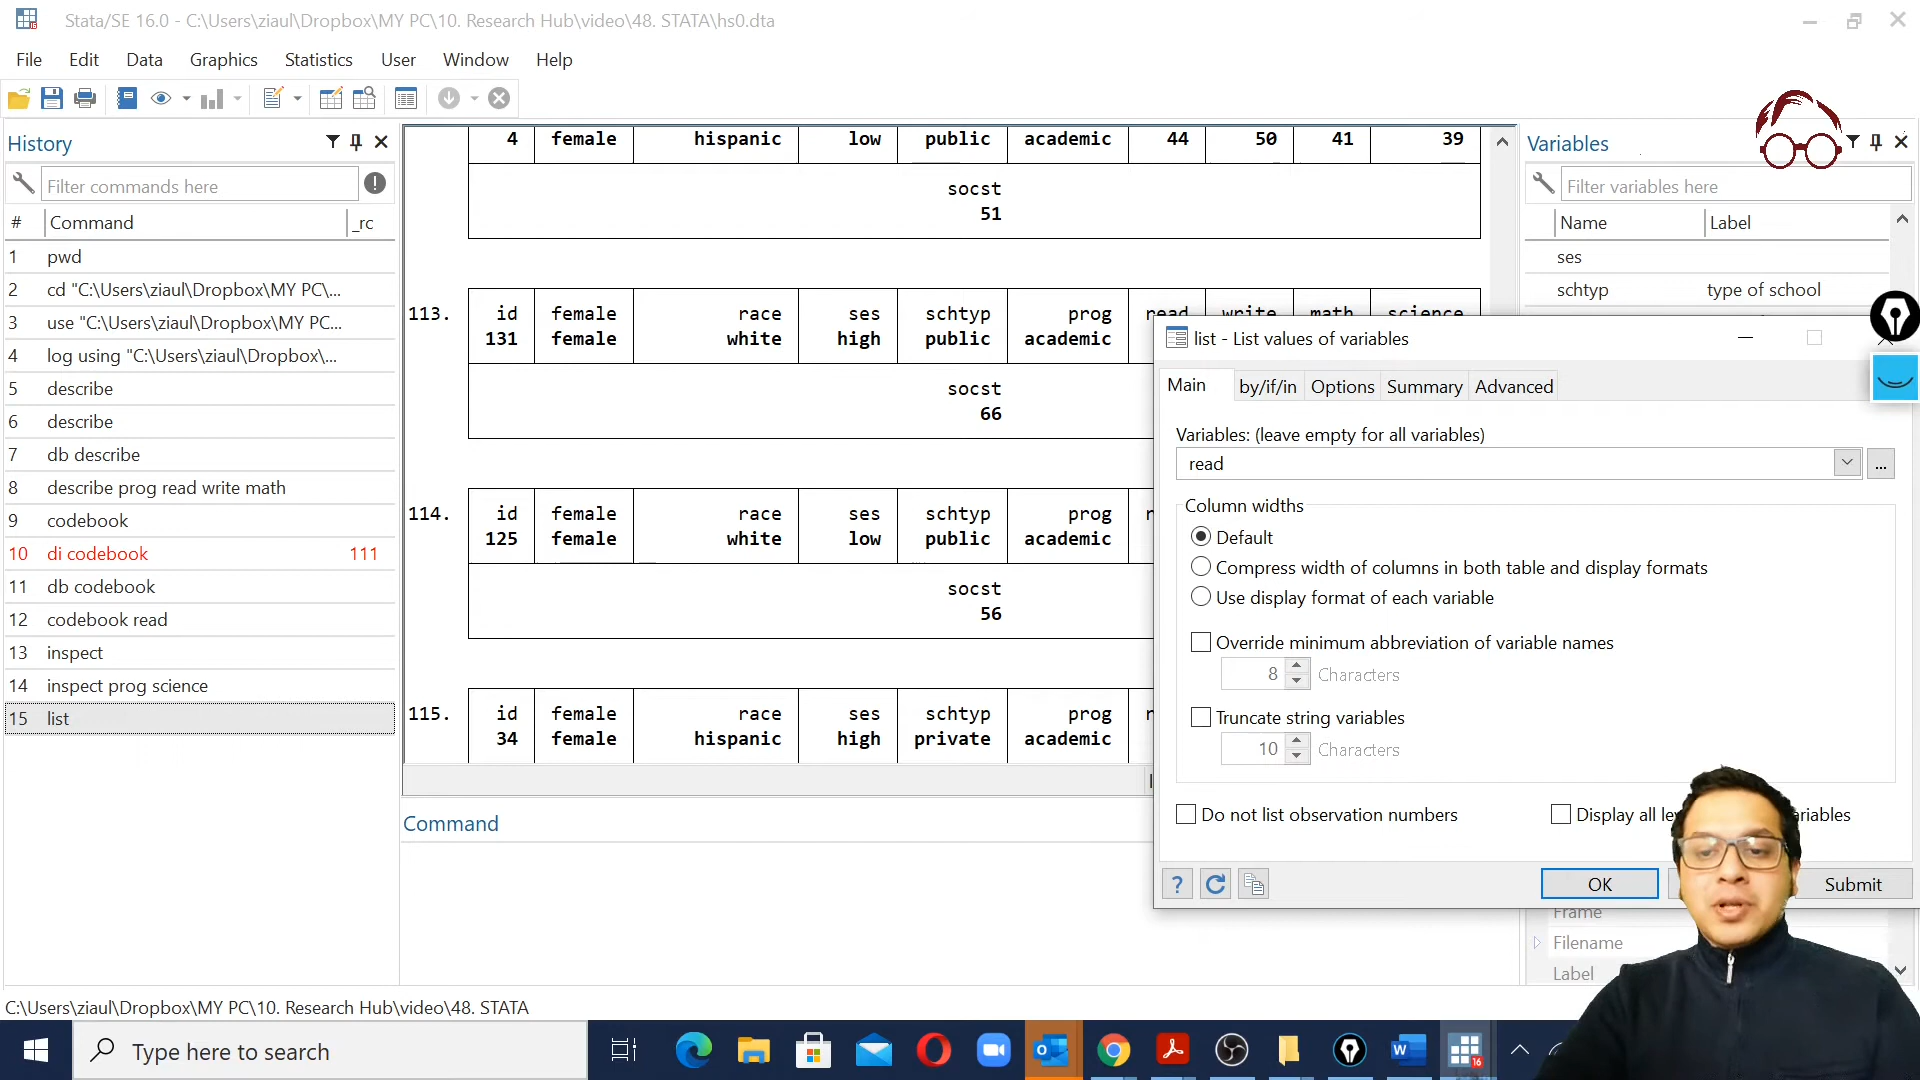 Stata/SE 16.0 - C:\Users\ziaul\Dropbox\MY PC\10. Research Hub\video\48. STATA\hs0.dta
File Edit Data Graphics Statistics User Window Help
History
Filter commands here
# Command _rc
1 pwd
2 cd "C:\Users\ziaul\Dropbox\MY PC\...
3 use "C:\Users\ziaul\Dropbox\MY PC...
4 log using "C:\Users\ziaul\Dropbox\...
5 describe
6 describe
7 db describe
8 describe prog read write math
9 codebook
10 di codebook 111
11 db codebook
12 codebook read
13 inspect
14 inspect prog science
15 list
4 female hispanic low public academic 44 50 41 39
socst
51
113. id female race ses schtyp prog read write math science
131 female white high public academic
socst
66
114. id female race ses schtyp prog
125 female white low public academic
socst
56
115. id female race ses schtyp prog
34 female hispanic high private academic
Command
Variables
Filter variables here
Name Label
ses
schtyp type of school
list - List values of variables
Main by/if/in Options Summary Advanced
Variables: (leave empty for all variables)
read
...
Column widths
Default
Compress width of columns in both table and display formats
Use display format of each variable
Override minimum abbreviation of variable names
8 Characters
Truncate string variables
10 Characters
Do not list observation numbers
Display all
? OK Submit
Frame
Filename
Label
C:\Users\ziaul\Dropbox\MY PC\10. Research Hub\video\48. STATA
Type here to search
16